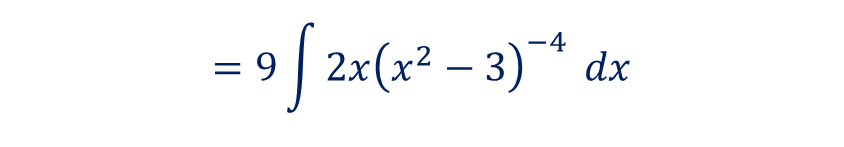 = 9 ∫ 2x(x² − 3)⁻⁴ dx